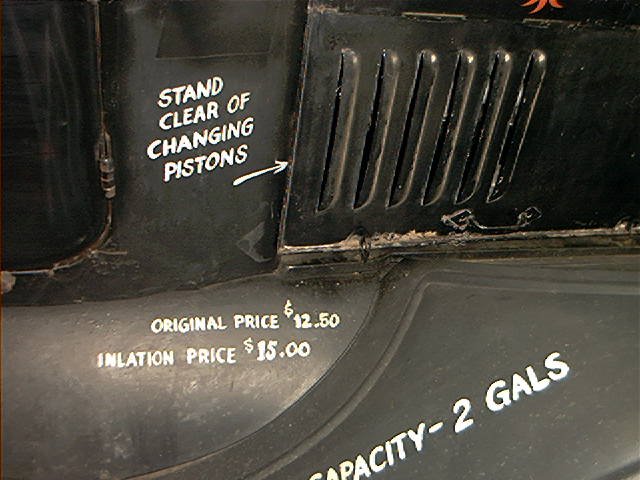 STAND
CLEAR OF
CHANGING
PISTONS
ORIGINAL PRICE $12.50
INLATION PRICE $15.00
CAPACITY-2 GALS